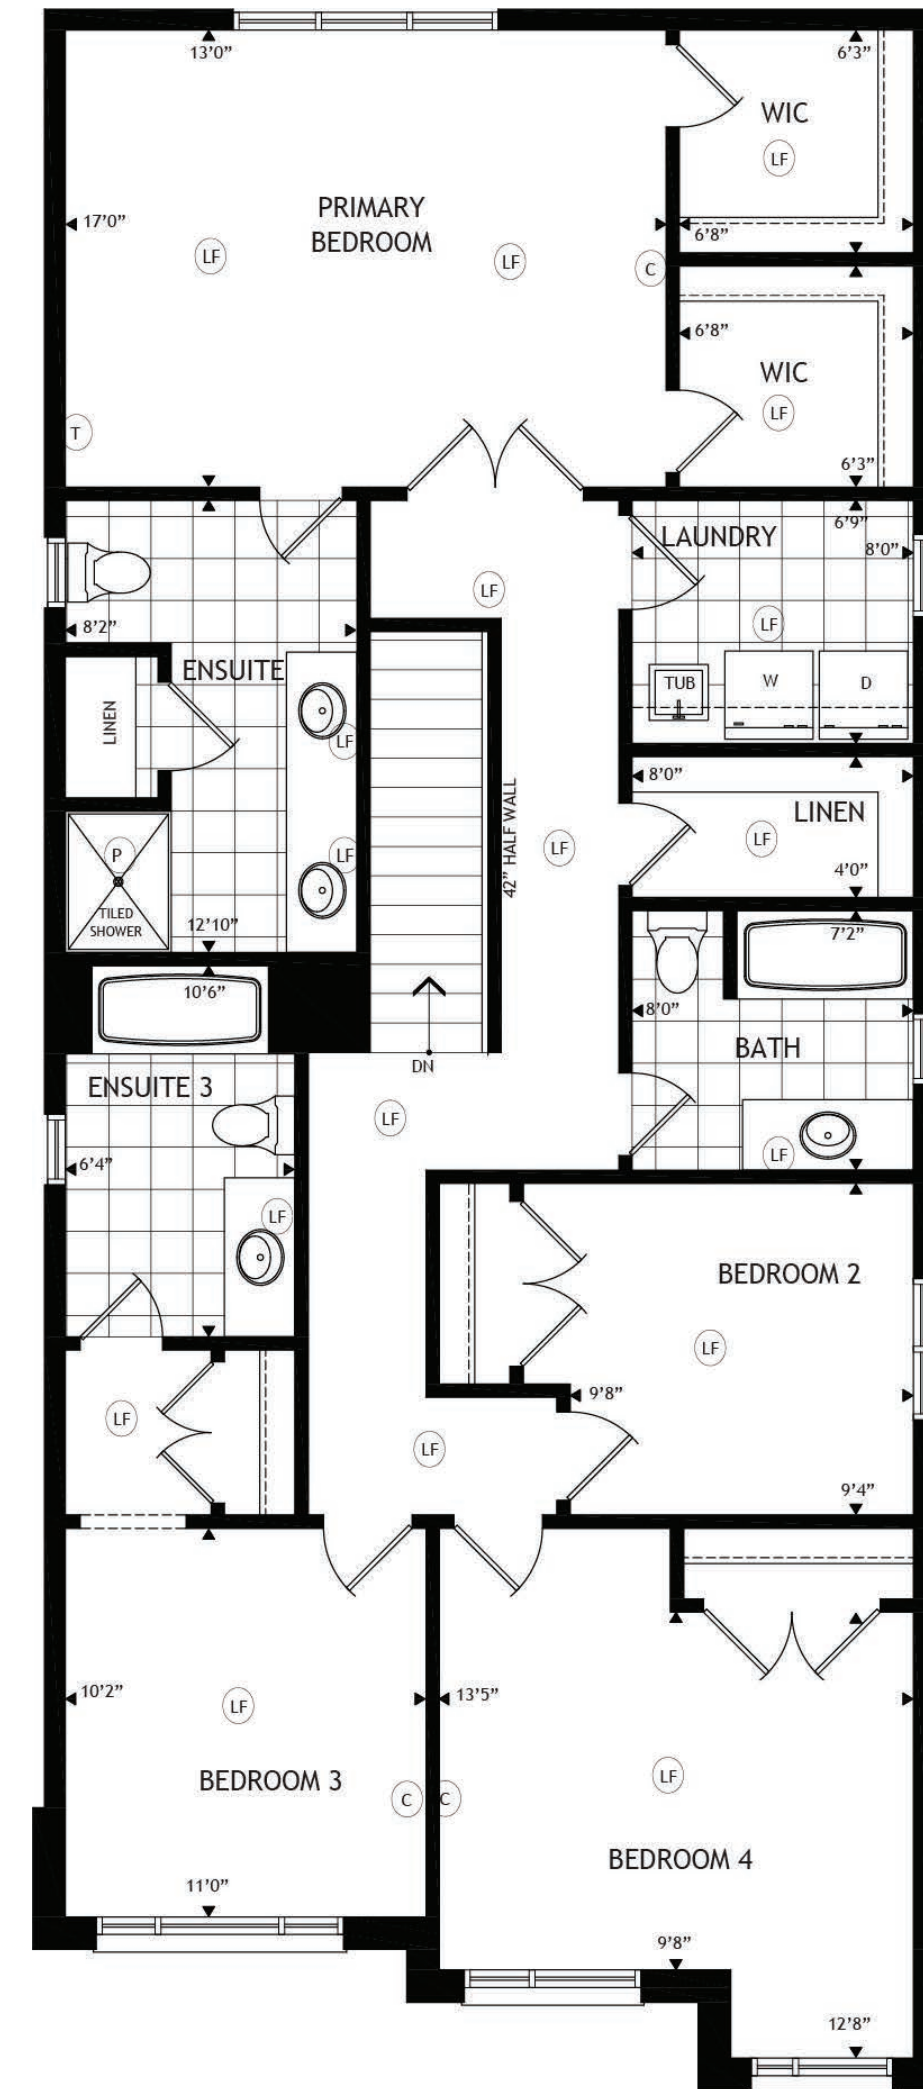 13'0”
6'3”
WIC
LF
PRIMARY
BEDROOM
17'0”
LF
LF
6'8”
C
6'8”
WIC
LF
T
6'3”
6'9”
LAUNDRY
8'0”
LF
8'2”
LF
ENSUITE
TUB
W
D
LINEN
LF
8'0”
LINEN
42” HALF WALL
LF
LF
LF
P
4'0”
TILED
SHOWER
12'10”
7'2”
10'6”
8'0”
BATH
DN
ENSUITE 3
LF
LF
6'4”
LF
BEDROOM 2
LF
9'8”
LF
LF
9'4”
10'2”
LF
13'5”
BEDROOM 3
LF
C
C
BEDROOM 4
11'0”
9'8”
12'8”